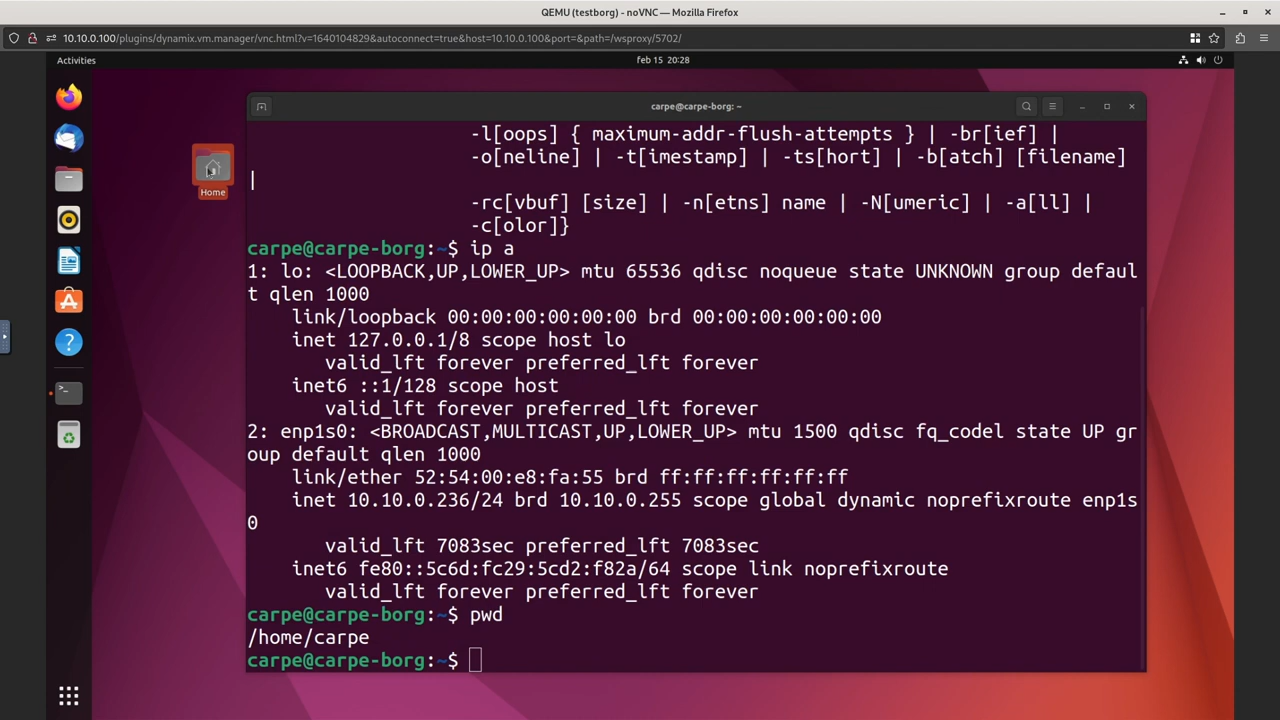 QEMU (testborg) - noVNC — Mozilla Firefox
10.10.0.100/plugins/dynamix.vm.manager/vnc.html?v=1640104829&autoconnect=true&host=10.10.0.100&port=&path=/wsproxy/5702/
Activities
feb 15 20:28
carpe@carpe-borg: ~
Home
-l[oops] { maximum-addr-flush-attempts } | -br[ief] |
-o[neline] | -t[imestamp] | -ts[hort] | -b[atch] [filename]
|
-rc[vbuf] [size] | -n[etns] name | -N[umeric] | -a[ll] |
-c[olor]}
carpe@carpe-borg:~$ ip a
1: lo: <LOOPBACK,UP,LOWER_UP> mtu 65536 qdisc noqueue state UNKNOWN group defaul
t qlen 1000
link/loopback 00:00:00:00:00:00 brd 00:00:00:00:00:00
inet 127.0.0.1/8 scope host lo
valid_lft forever preferred_lft forever
inet6 ::1/128 scope host
valid_lft forever preferred_lft forever
2: enp1s0: <BROADCAST,MULTICAST,UP,LOWER_UP> mtu 1500 qdisc fq_codel state UP gr
oup default qlen 1000
link/ether 52:54:00:e8:fa:55 brd ff:ff:ff:ff:ff:ff
inet 10.10.0.236/24 brd 10.10.0.255 scope global dynamic noprefixroute enp1s
0
valid_lft 7083sec preferred_lft 7083sec
inet6 fe80::5c6d:fc29:5cd2:f82a/64 scope link noprefixroute
valid_lft forever preferred_lft forever
carpe@carpe-borg:~$ pwd
/home/carpe
carpe@carpe-borg:~$